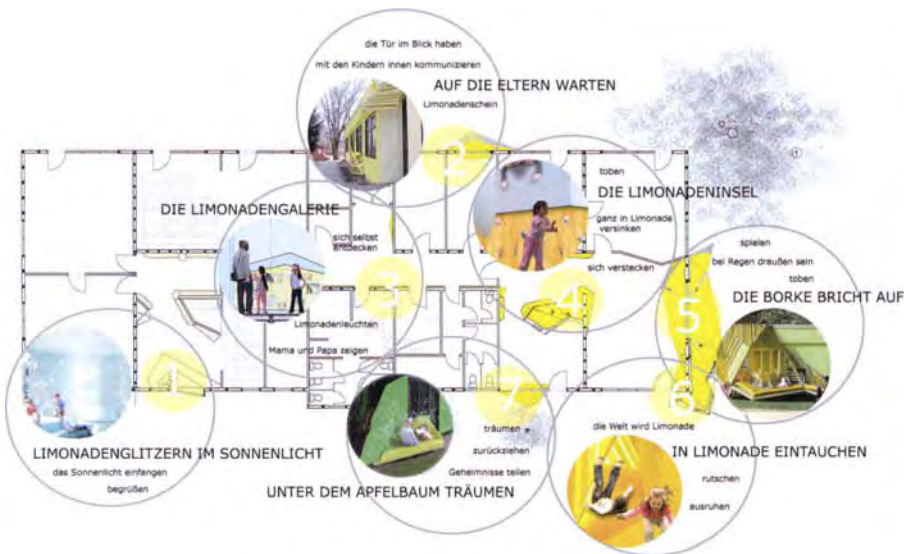 die Tür im Blick haben
mit den Kindern innen kommunizieren
AUF DIE ELTERN WARTEN
Limonadenschein
2
toben
DIE LIMONADENINSEL
ganz in Limonade
versinken
sich verstecken
4
DIE LIMONADENGALERIE
sich selbst
entdecken
3
Limonadenleuchten
Mama und Papa zeigen
spielen
bei Regen draußen sein
toben
DIE BORKE BRICHT AUF
5
1
LIMONADENGLITZERN IM SONNENLICHT
das Sonnenlicht einfangen
begrüßen
7
träumen
zurückziehen
Geheimnisse teilen
UNTER DEM APFELBAUM TRÄUMEN
6
die Welt wird Limonade
IN LIMONADE EINTAUCHEN
rutschen
ausruhen